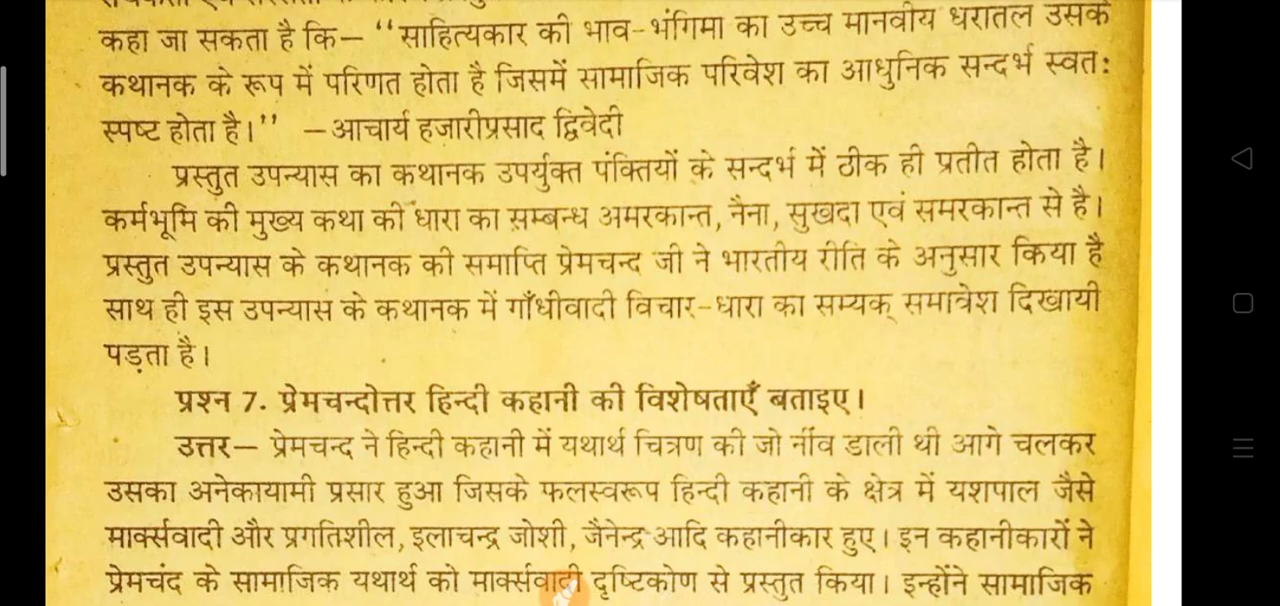 कहा जा सकता है कि– ‘‘साहित्यकार की भाव-भंगिमा का उच्च मानवीय धरातल उसके
कथानक के रूप में परिणत होता है जिसमें सामाजिक परिवेश का आधुनिक सन्दर्भ स्वतः
स्पष्ट होता है।’’ –आचार्य हजारीप्रसाद द्विवेदी
प्रस्तुत उपन्यास का कथानक उपर्युक्त पंक्तियों के सन्दर्भ में ठीक ही प्रतीत होता है।
कर्मभूमि की मुख्य कथा की धारा का सम्बन्ध अमरकान्त, नैना, सुखदा एवं समरकान्त से है।
प्रस्तुत उपन्यास के कथानक की समाप्ति प्रेमचन्द जी ने भारतीय रीति के अनुसार किया है
साथ ही इस उपन्यास के कथानक में गाँधीवादी विचार-धारा का सम्यक् समावेश दिखायी
पड़ता है।
प्रश्न 7. प्रेमचन्दोत्तर हिन्दी कहानी की विशेषताएँ बताइए।
उत्तर– प्रेमचन्द ने हिन्दी कहानी में यथार्थ चित्रण की जो नींव डाली थी आगे चलकर
उसका अनेकायामी प्रसार हुआ जिसके फलस्वरूप हिन्दी कहानी के क्षेत्र में यशपाल जैसे
मार्क्सवादी और प्रगतिशील, इलाचन्द्र जोशी, जैनेन्द्र आदि कहानीकार हुए। इन कहानीकारों ने
प्रेमचंद के सामाजिक यथार्थ को मार्क्सवादी दृष्टिकोण से प्रस्तुत किया। इन्होंने सामाजिक